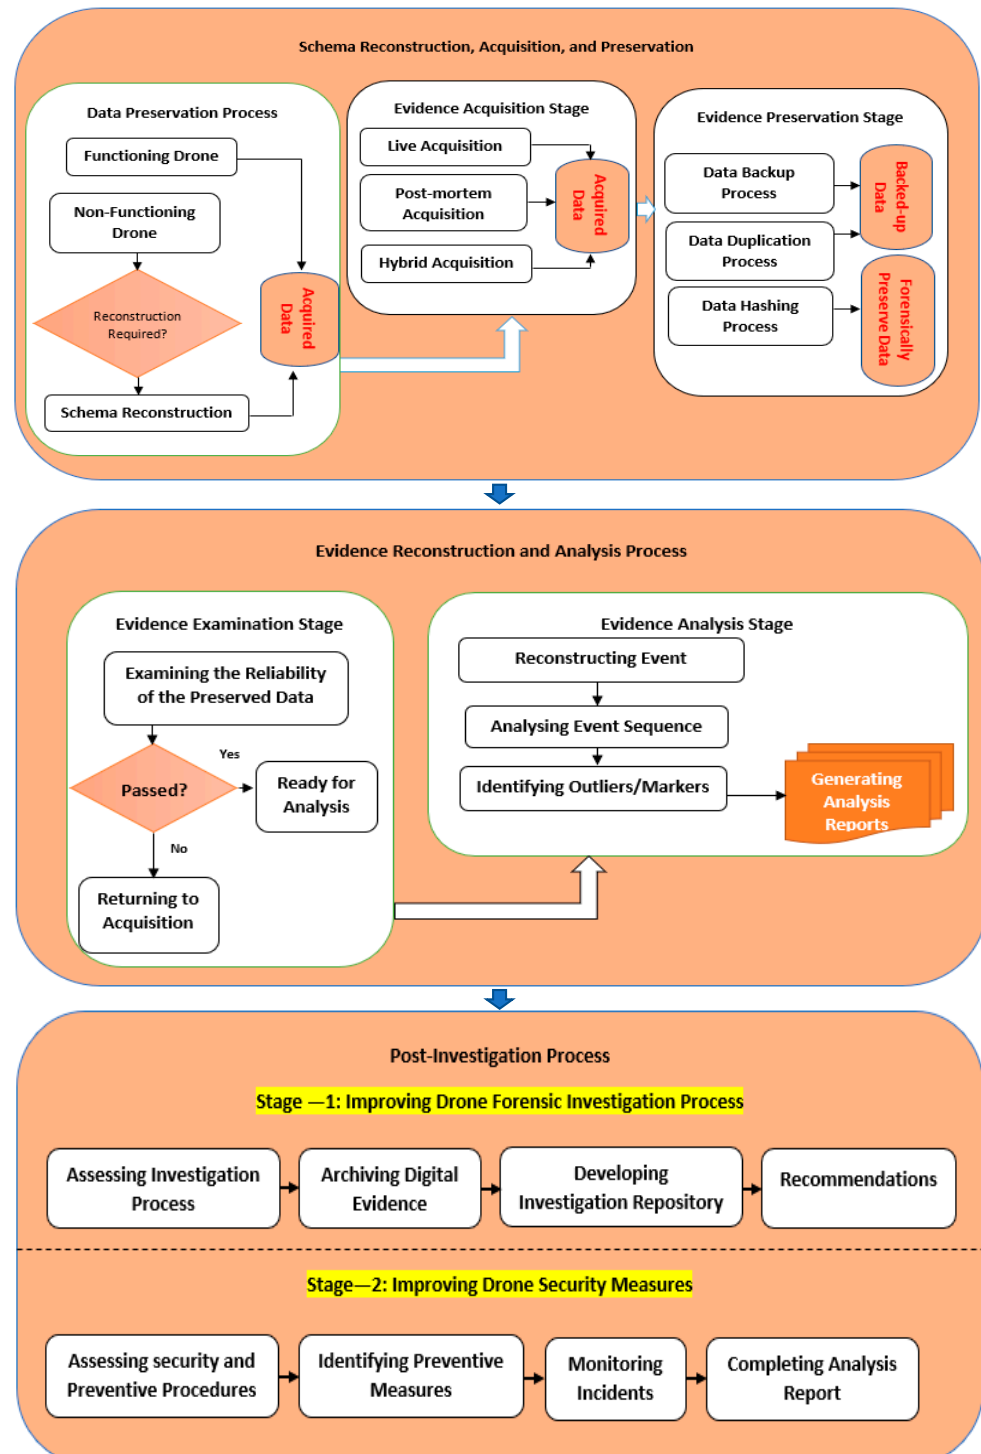 Schema Reconstruction, Acquisition, and Preservation
Data Preservation Process
Functioning Drone
Non-Functioning
Drone
Reconstruction
Required?
Schema Reconstruction
Acquired
Data
Evidence Acquisition Stage
Live Acquisition
Post-mortem
Acquisition
Hybrid Acquisition
Acquired
Data
Evidence Preservation Stage
Data Backup
Process
Data Duplication
Process
Data Hashing
Process
Backed-up
Data
Forensically
Preserve Data
Evidence Reconstruction and Analysis Process
Evidence Examination Stage
Examining the Reliability
of the Preserved Data
Passed?
Yes
Ready for
Analysis
No
Returning to
Acquisition
Evidence Analysis Stage
Reconstructing Event
Analysing Event Sequence
Identifying Outliers/Markers
Generating
Analysis
Reports
Post-Investigation Process
Stage —1: Improving Drone Forensic Investigation Process
Assessing Investigation
Process
Archiving Digital
Evidence
Developing
Investigation Repository
Recommendations
Stage—2: Improving Drone Security Measures
Assessing security and
Preventive Procedures
Identifying Preventive
Measures
Monitoring
Incidents
Completing Analysis
Report